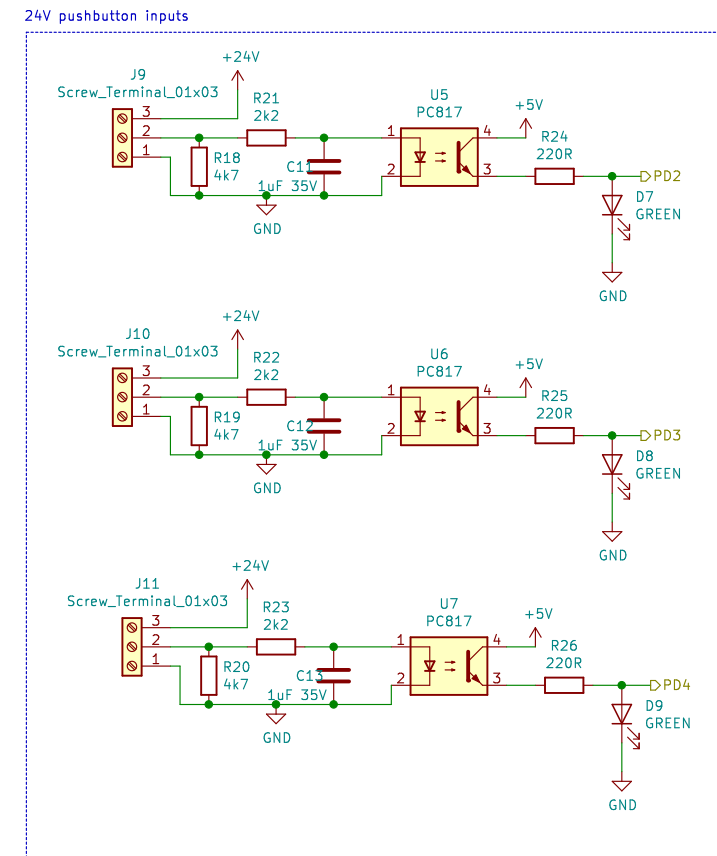 24V pushbutton inputs
J9
Screw_Terminal_01x03
+24V
3
2
1
R21
2k2
R18
4k7
C11
1uF 35V
GND
U5
PC817
1
2
4
3
+5V
R24
220R
PD2
D7
GREEN
GND
J10
Screw_Terminal_01x03
+24V
3
2
1
R22
2k2
R19
4k7
C12
1uF 35V
GND
U6
PC817
1
2
4
3
+5V
R25
220R
PD3
D8
GREEN
GND
J11
Screw_Terminal_01x03
+24V
3
2
1
R23
2k2
R20
4k7
C13
1uF 35V
GND
U7
PC817
1
2
4
3
+5V
R26
220R
PD4
D9
GREEN
GND